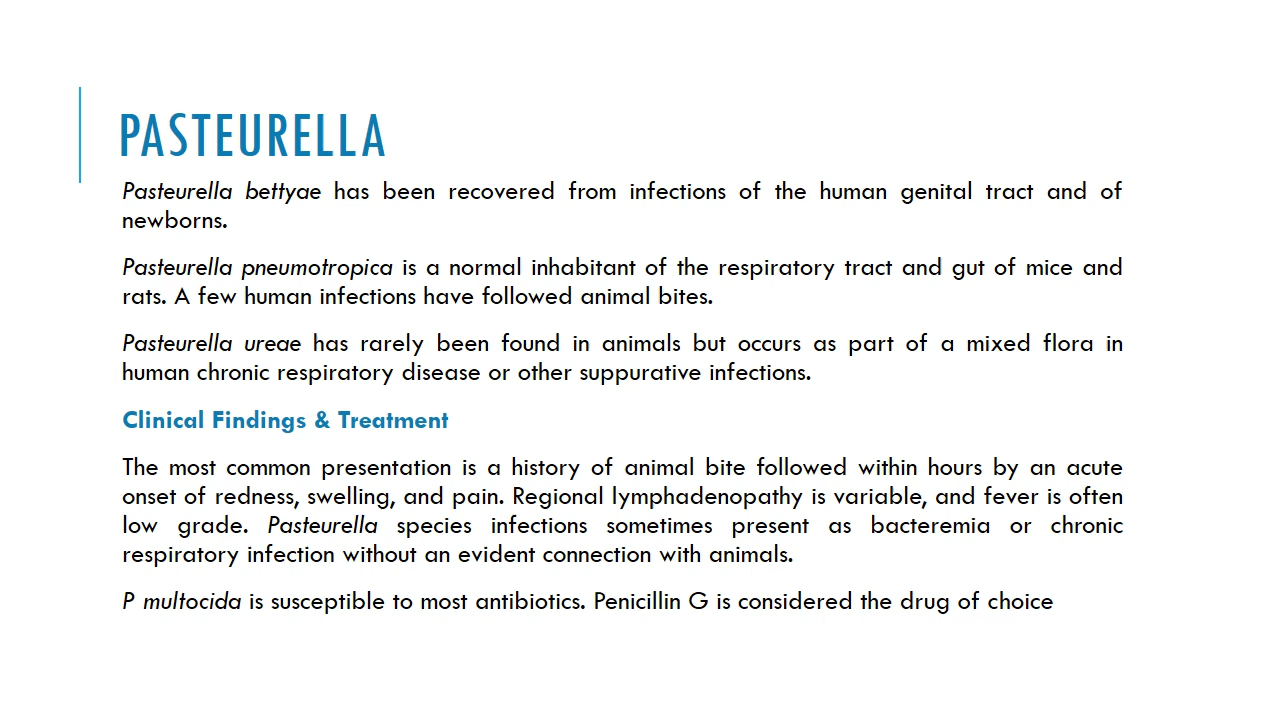 PASTEURELLA
Pasteurella bettyae has been recovered from infections of the human genital tract and of
newborns.
Pasteurella pneumotropica is a normal inhabitant of the respiratory tract and gut of mice and
rats. A few human infections have followed animal bites.
Pasteurella ureae has rarely been found in animals but occurs as part of a mixed flora in
human chronic respiratory disease or other suppurative infections.
Clinical Findings & Treatment
The most common presentation is a history of animal bite followed within hours by an acute
onset of redness, swelling, and pain. Regional lymphadenopathy is variable, and fever is often
low grade. Pasteurella species infections sometimes present as bacteremia or chronic
respiratory infection without an evident connection with animals.
P multocida is susceptible to most antibiotics. Penicillin G is considered the drug of choice